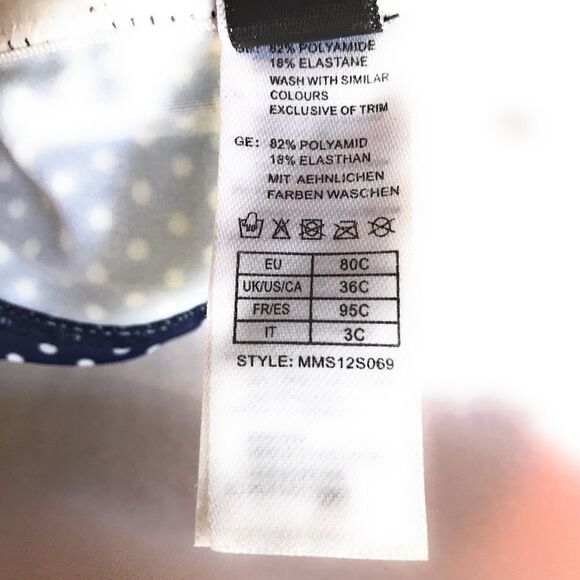 GE: 82% POLYAMIDE
18% ELASTANE
WASH WITH SIMILAR
COLOURS
EXCLUSIVE OF TRIM
GE: 82% POLYAMID
18% ELASTHAN
MIT AEHNLICHEN
FARBEN WASCHEN
EU 80C
UK/US/CA 36C
FR/ES 95C
IT 3C
STYLE: MMS12S069